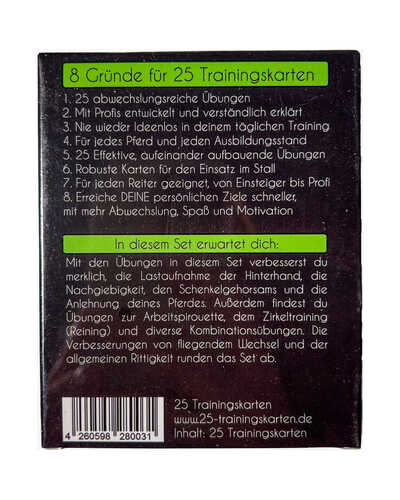 8 Gründe für 25 Trainingskarten
1. 25 abwechslungsreiche Übungen
2. Mit Profis entwickelt und verständlich erklärt
3. Nie wieder Ideenlos in deinem täglichen Training
4. Für jedes Pferd und jeden Ausbildungsstand
5. 25 Effektive, aufeinander aufbauende Übungen
6. Robuste Karten für den Einsatz im Stall
7. Für jeden Reiter geeignet, von Einsteiger bis Profi
8. Erreiche DEINE persönlichen Ziele schneller,
mit mehr Abwechslung, Spaß und Motivation
In diesem Set erwartet dich:
Mit den Übungen in diesem Set verbesserst du
merklich, die Lastaufnahme der Hinterhand, die
Nachgiebigkeit, den Schenkelgehorsams und die
Anlehnung deines Pferdes. Außerdem findest du
Übungen zur Arbeitspirouette, dem Zirkeltraining
(Reining) und diverse Kombinationsübungen. Die
Verbesserungen von fliegendem Wechsel und der
allgemeinen Rittigkeit runden das Set ab.
25 Trainingskarten
www.25-trainingskarten.de
Inhalt: 25 Trainingskarten
4 260598 280031